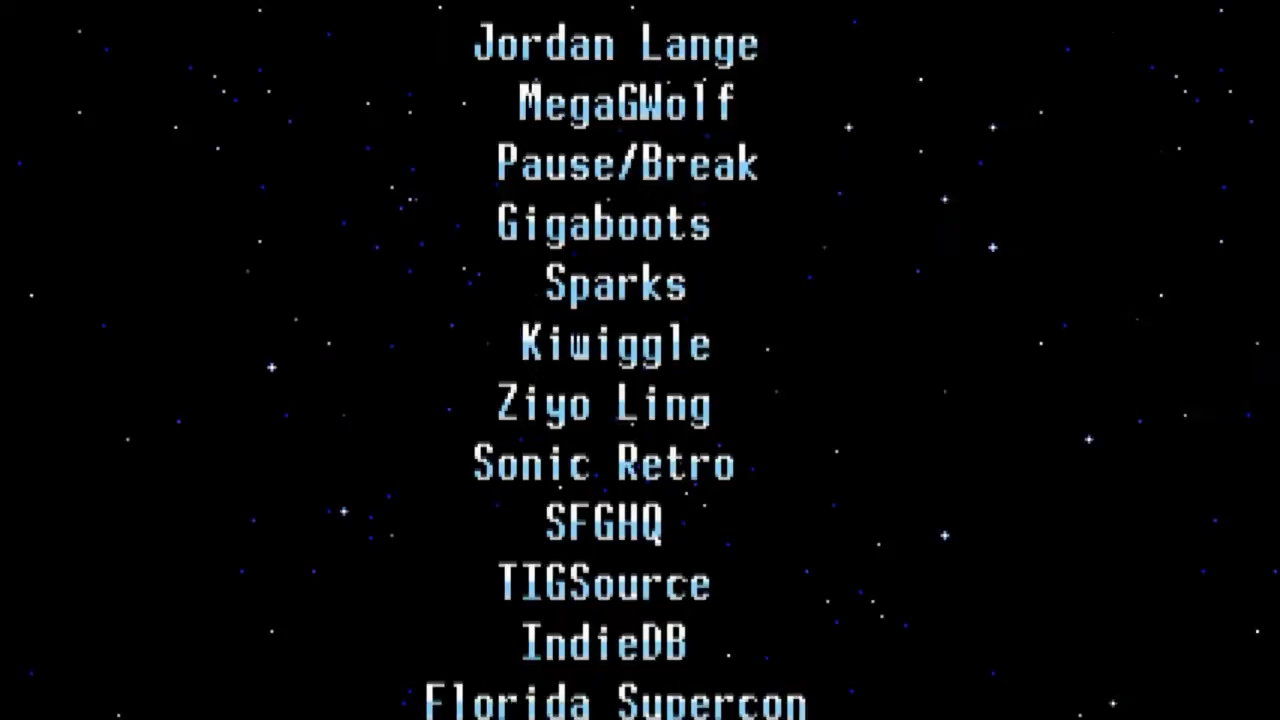 Jordan Lange
MegaGWolf
Pause/Break
Gigaboots
Sparks
Kiwiggle
Ziyo Ling
Sonic Retro
SFGHQ
TIGSource
IndieDB
Florida Supercon